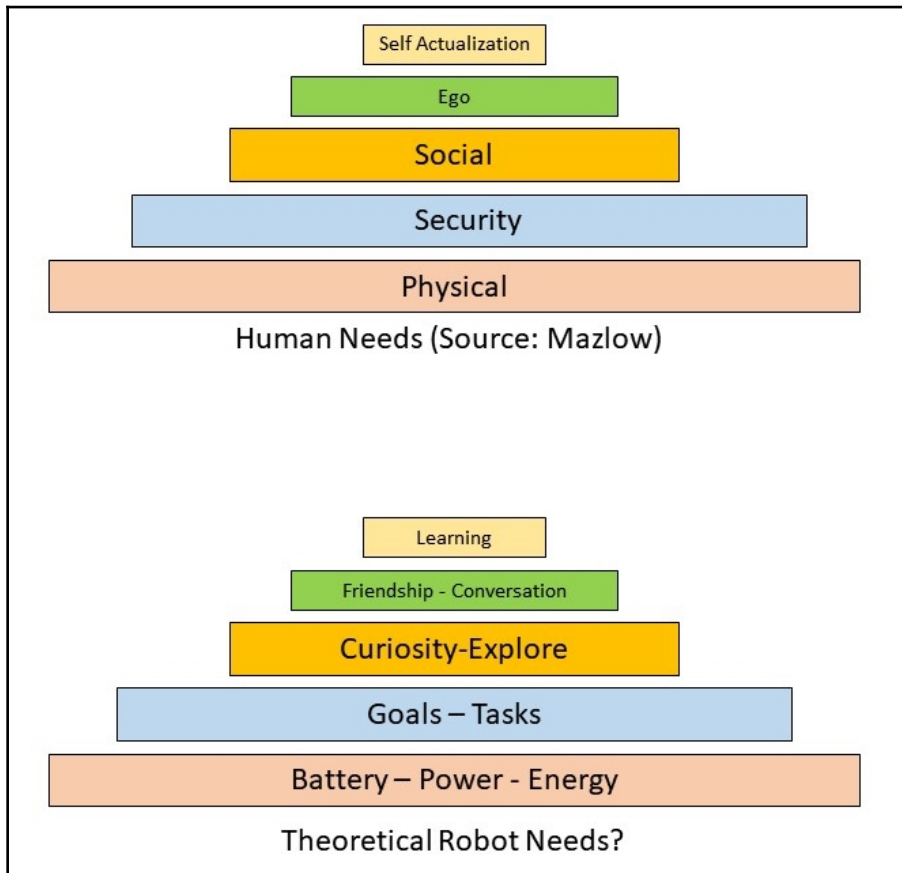 Self Actualization
Ego
Social
Security
Physical
Human Needs (Source: Mazlow)
Learning
Friendship - Conversation
Curiosity-Explore
Goals – Tasks
Battery – Power - Energy
Theoretical Robot Needs?